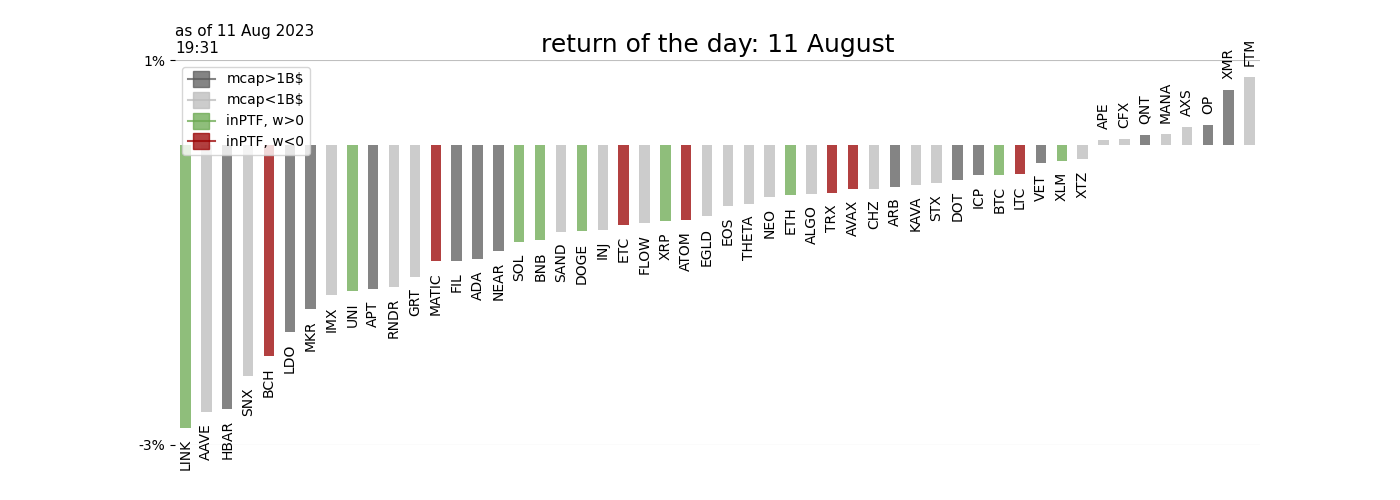 as of 11 Aug 2023
19:31
return of the day: 11 August
1%
mcap>1B$
mcap<1B$
inPTF, w>0
inPTF, w<0
-3%
LINK
AAVE
HBAR
SNX
BCH
LDO
MKR
IMX
UNI
APT
RNDR
GRT
MATIC
FIL
ADA
NEAR
SOL
BNB
SAND
DOGE
INJ
ETC
FLOW
XRP
ATOM
EGLD
EOS
THETA
NEO
ETH
ALGO
TRX
AVAX
CHZ
ARB
KAVA
STX
DOT
ICP
BTC
LTC
VET
XLM
XTZ
APE
CFX
QNT
MANA
AXS
OP
XMR
FTM